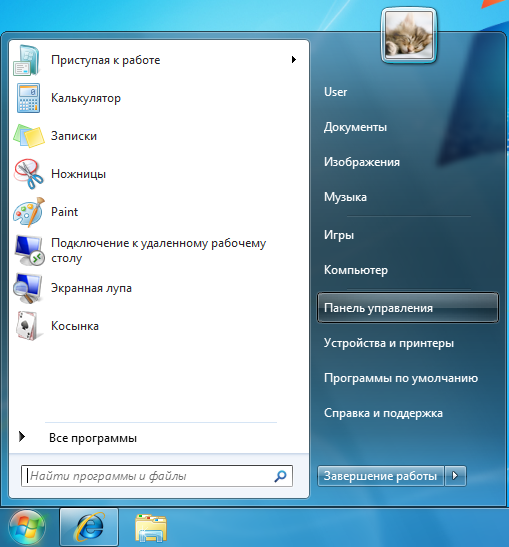 Приступая к работе
Калькулятор
Записки
Ножницы
Paint
Подключение к удаленному рабочему
столу
Экранная лупа
Косынка
Все программы
Найти программы и файлы
User
Документы
Изображения
Музыка
Игры
Компьютер
Панель управления
Устройства и принтеры
Программы по умолчанию
Справка и поддержка
Завершение работы